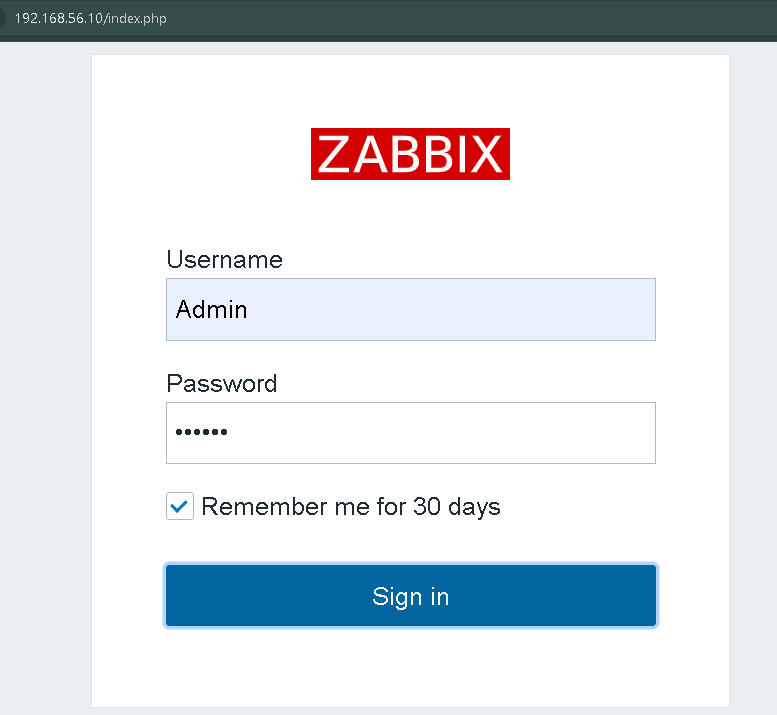 192.168.56.10/index.php
ZABBIX
Username
Admin
Password
••••••
Remember me for 30 days
Sign in